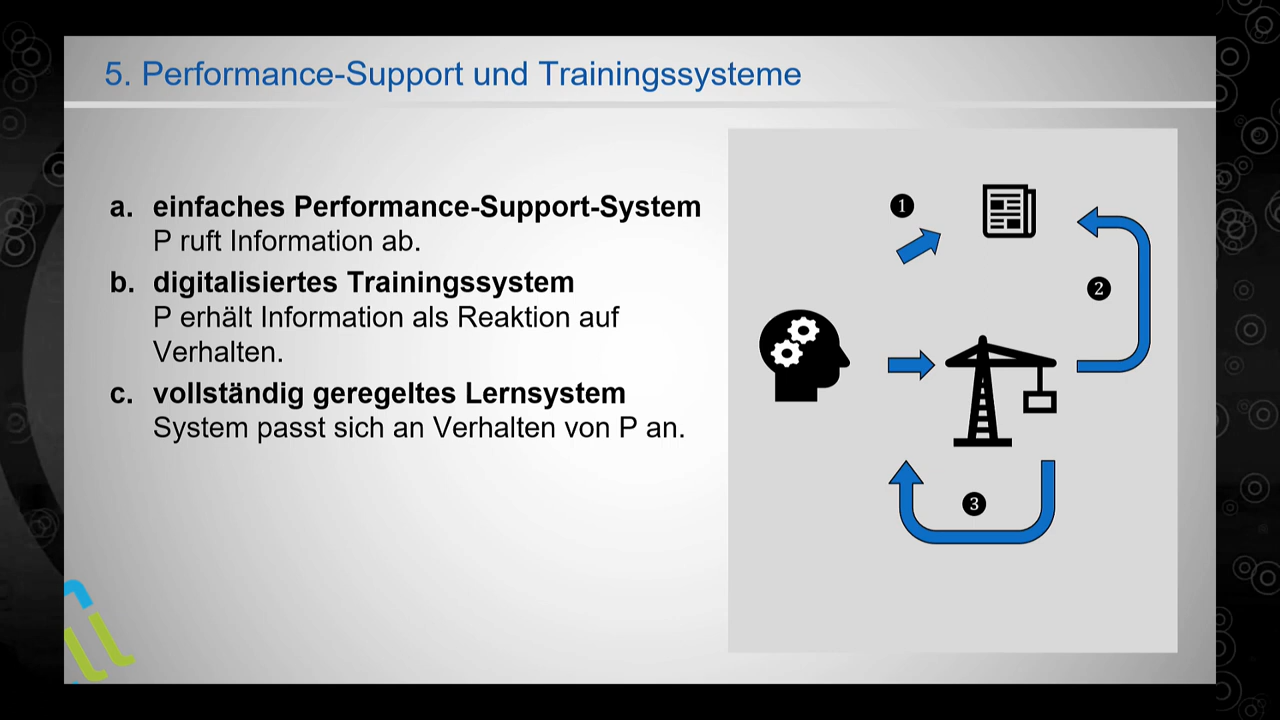 5. Performance-Support und Trainingssysteme
a. einfaches Performance-Support-System
P ruft Information ab.
b. digitalisiertes Trainingssystem
P erhält Information als Reaktion auf
Verhalten.
c. vollständig geregeltes Lernsystem
System passt sich an Verhalten von P an.
1
2
3